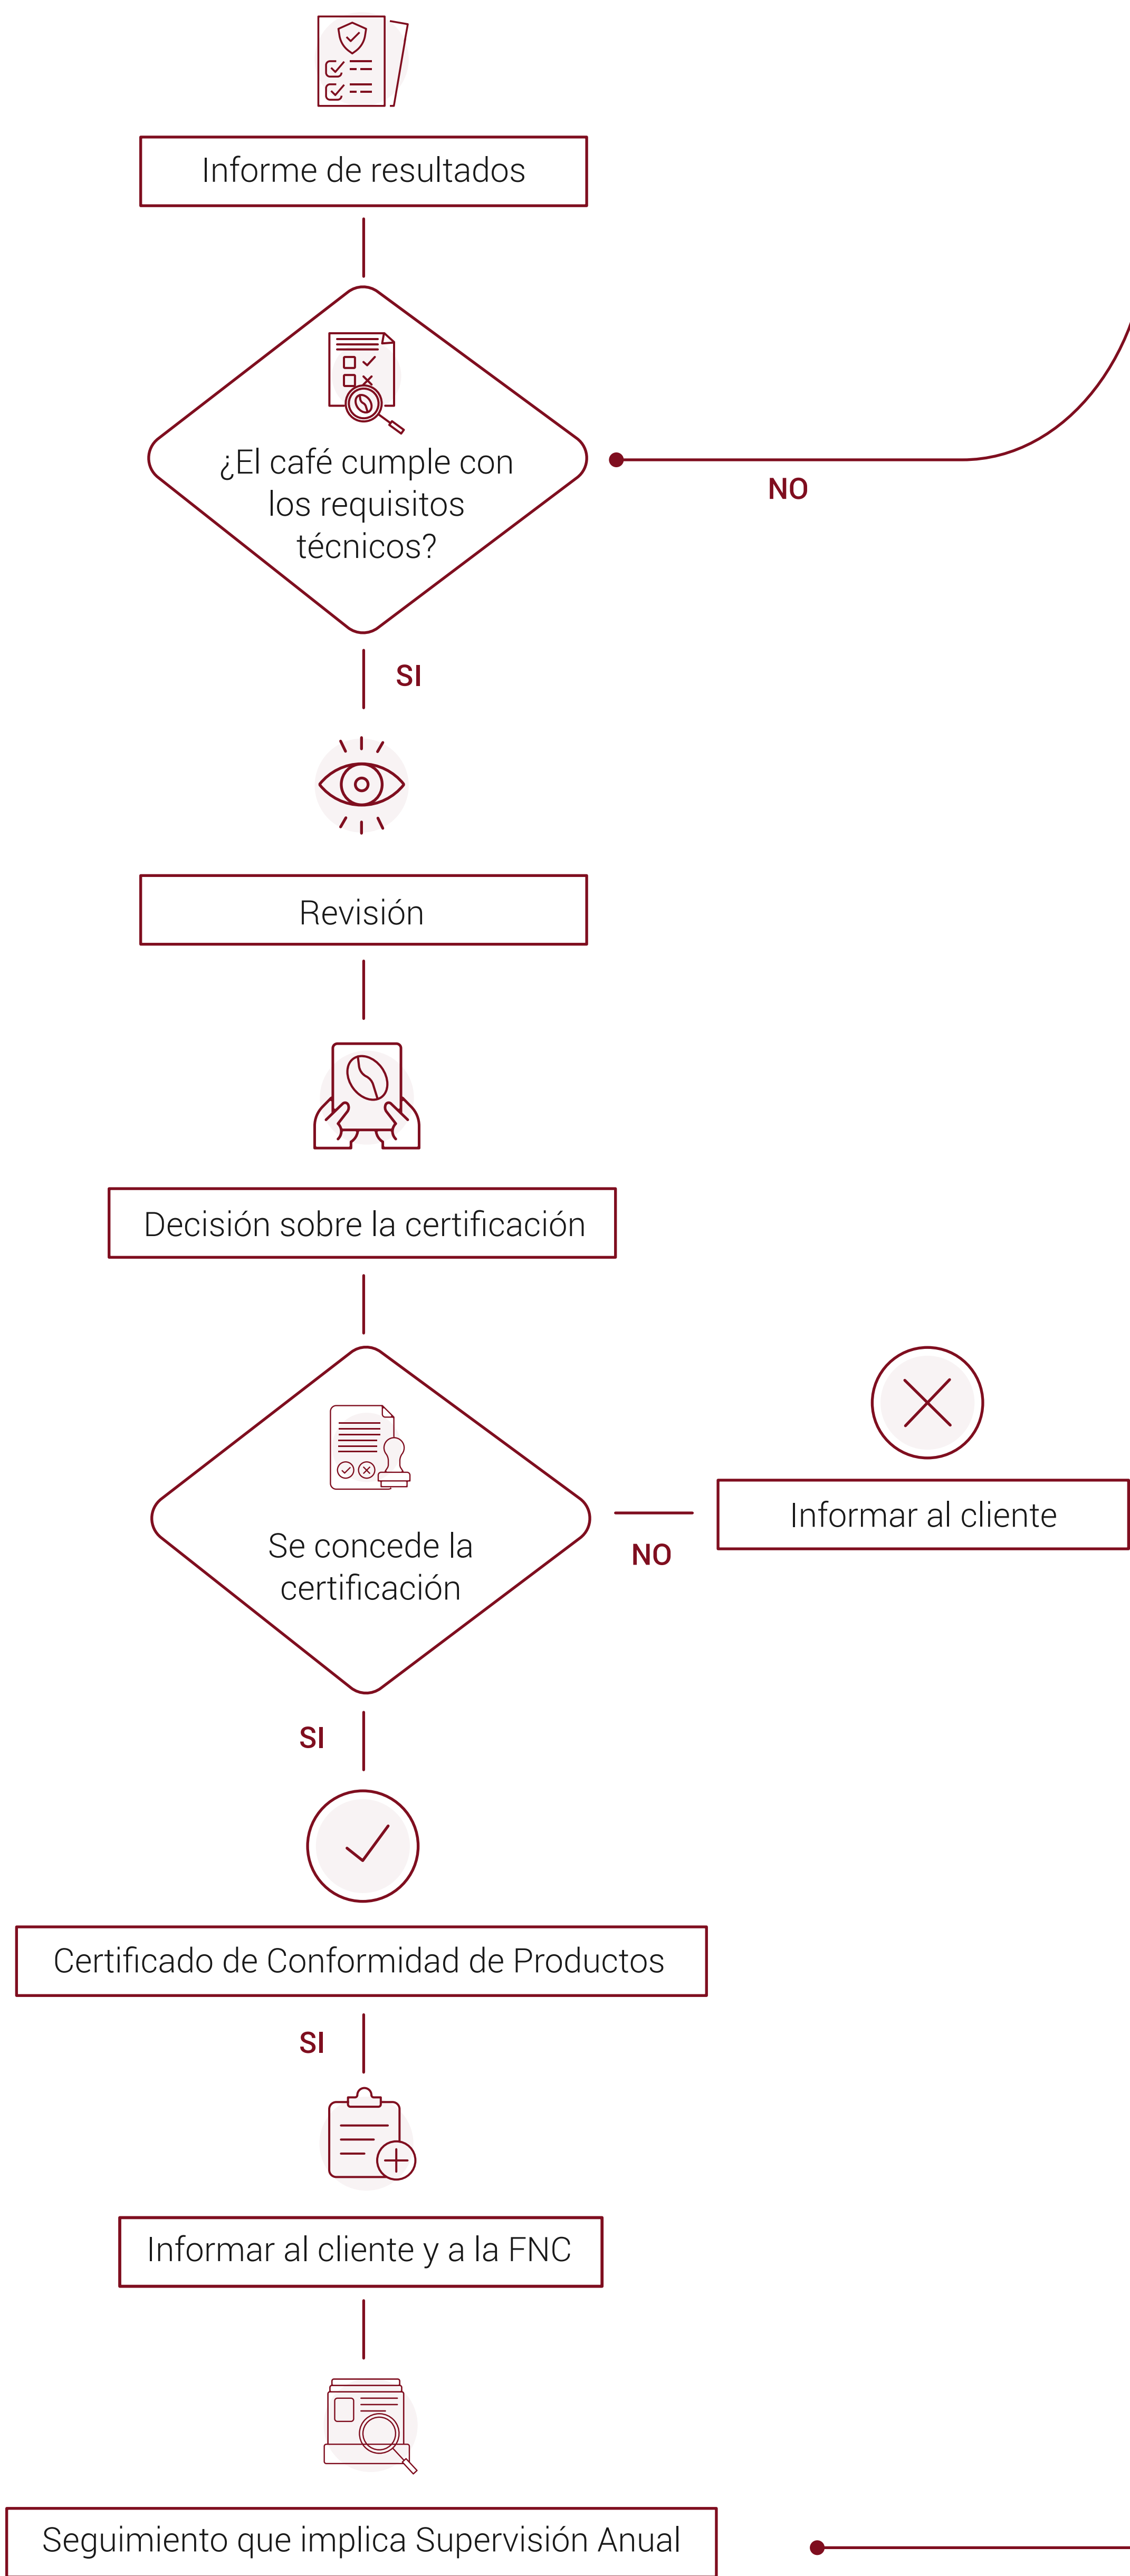 Informe de resultados
¿El café cumple con
los requisitos
técnicos?
NO
SI
Revisión
Decisión sobre la certificación
Se concede la
certificación
NO
Informar al cliente
SI
Certificado de Conformidad de Productos
SI
Informar al cliente y a la FNC
Seguimiento que implica Supervisión Anual